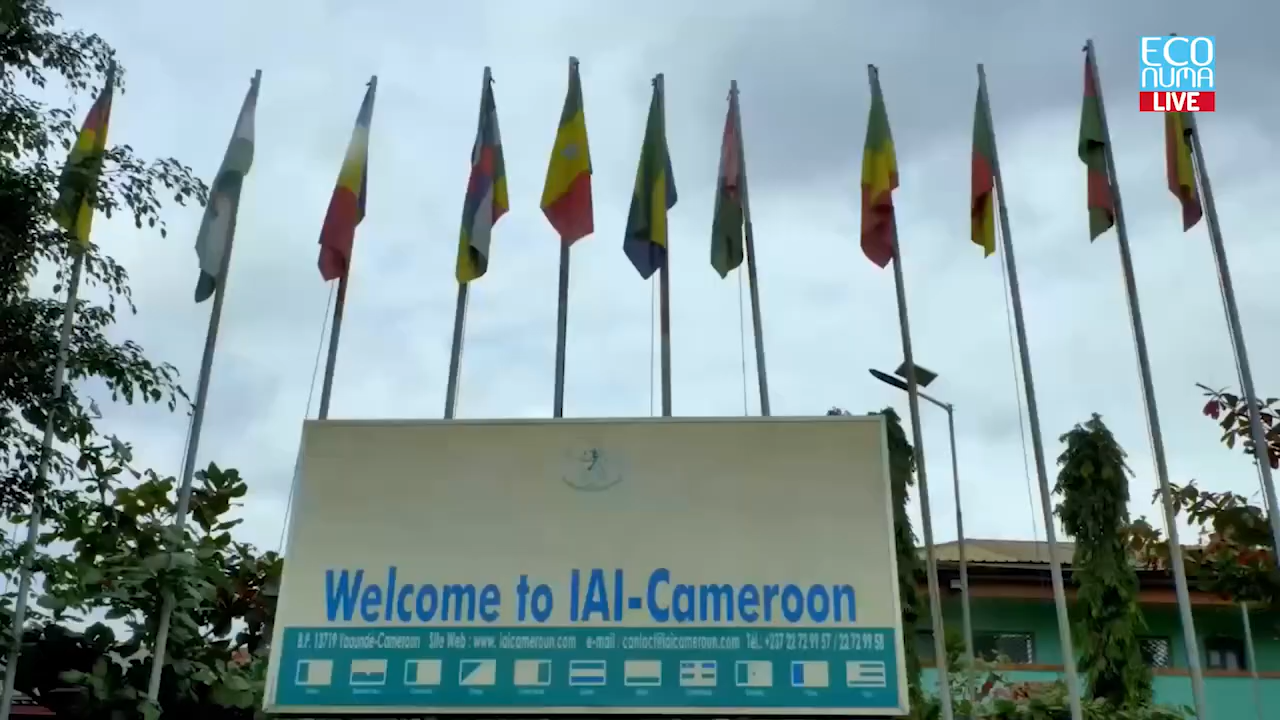 ECO
NUMA
LIVE
Welcome to IAI-Cameroon
B.P. 13719 Yaounde-Cameroon Site Web : www. iaicameroun.com e-mail : contact@iaicameroun.com Tél. +237 22 72 99 57 / 22 72 99 58